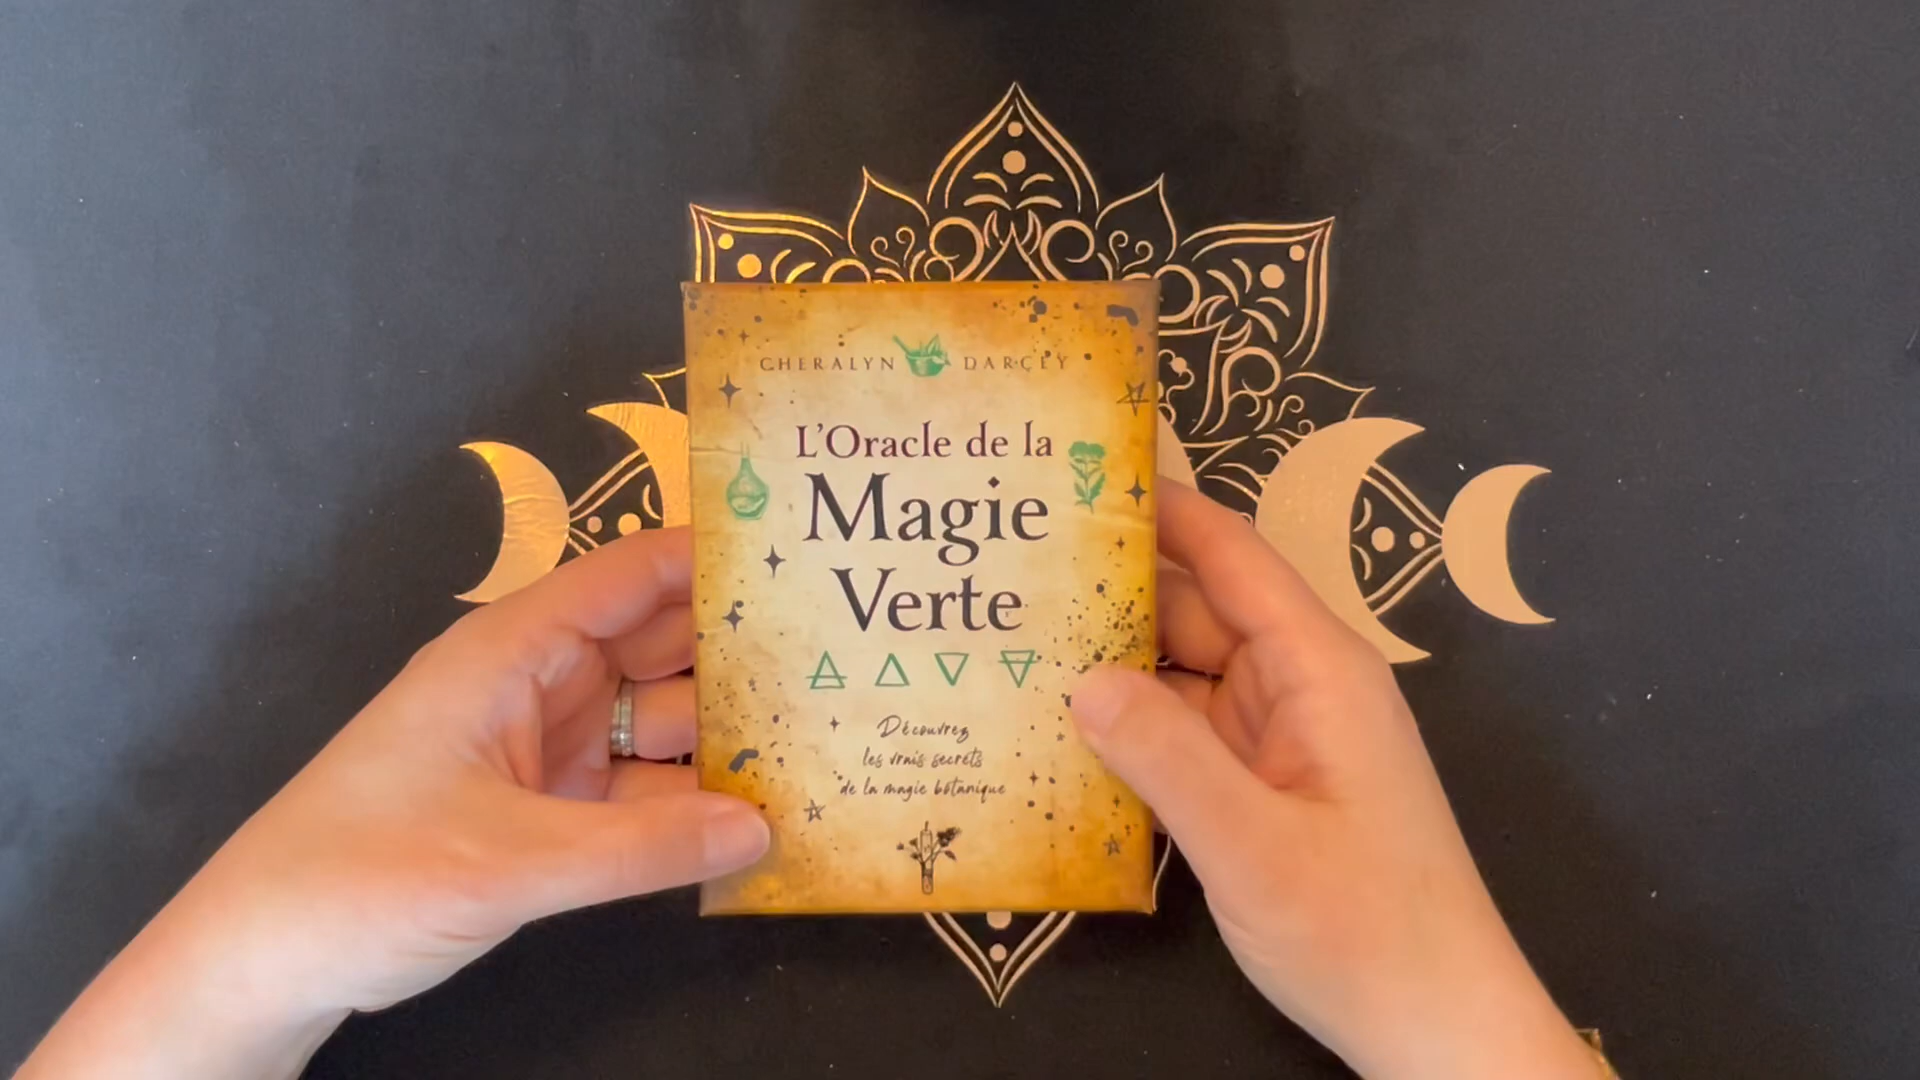 CHERALYN DARCEY
L'Oracle de la
Magie
Verte
Découvrez
les vrais secrets
de la magie botanique